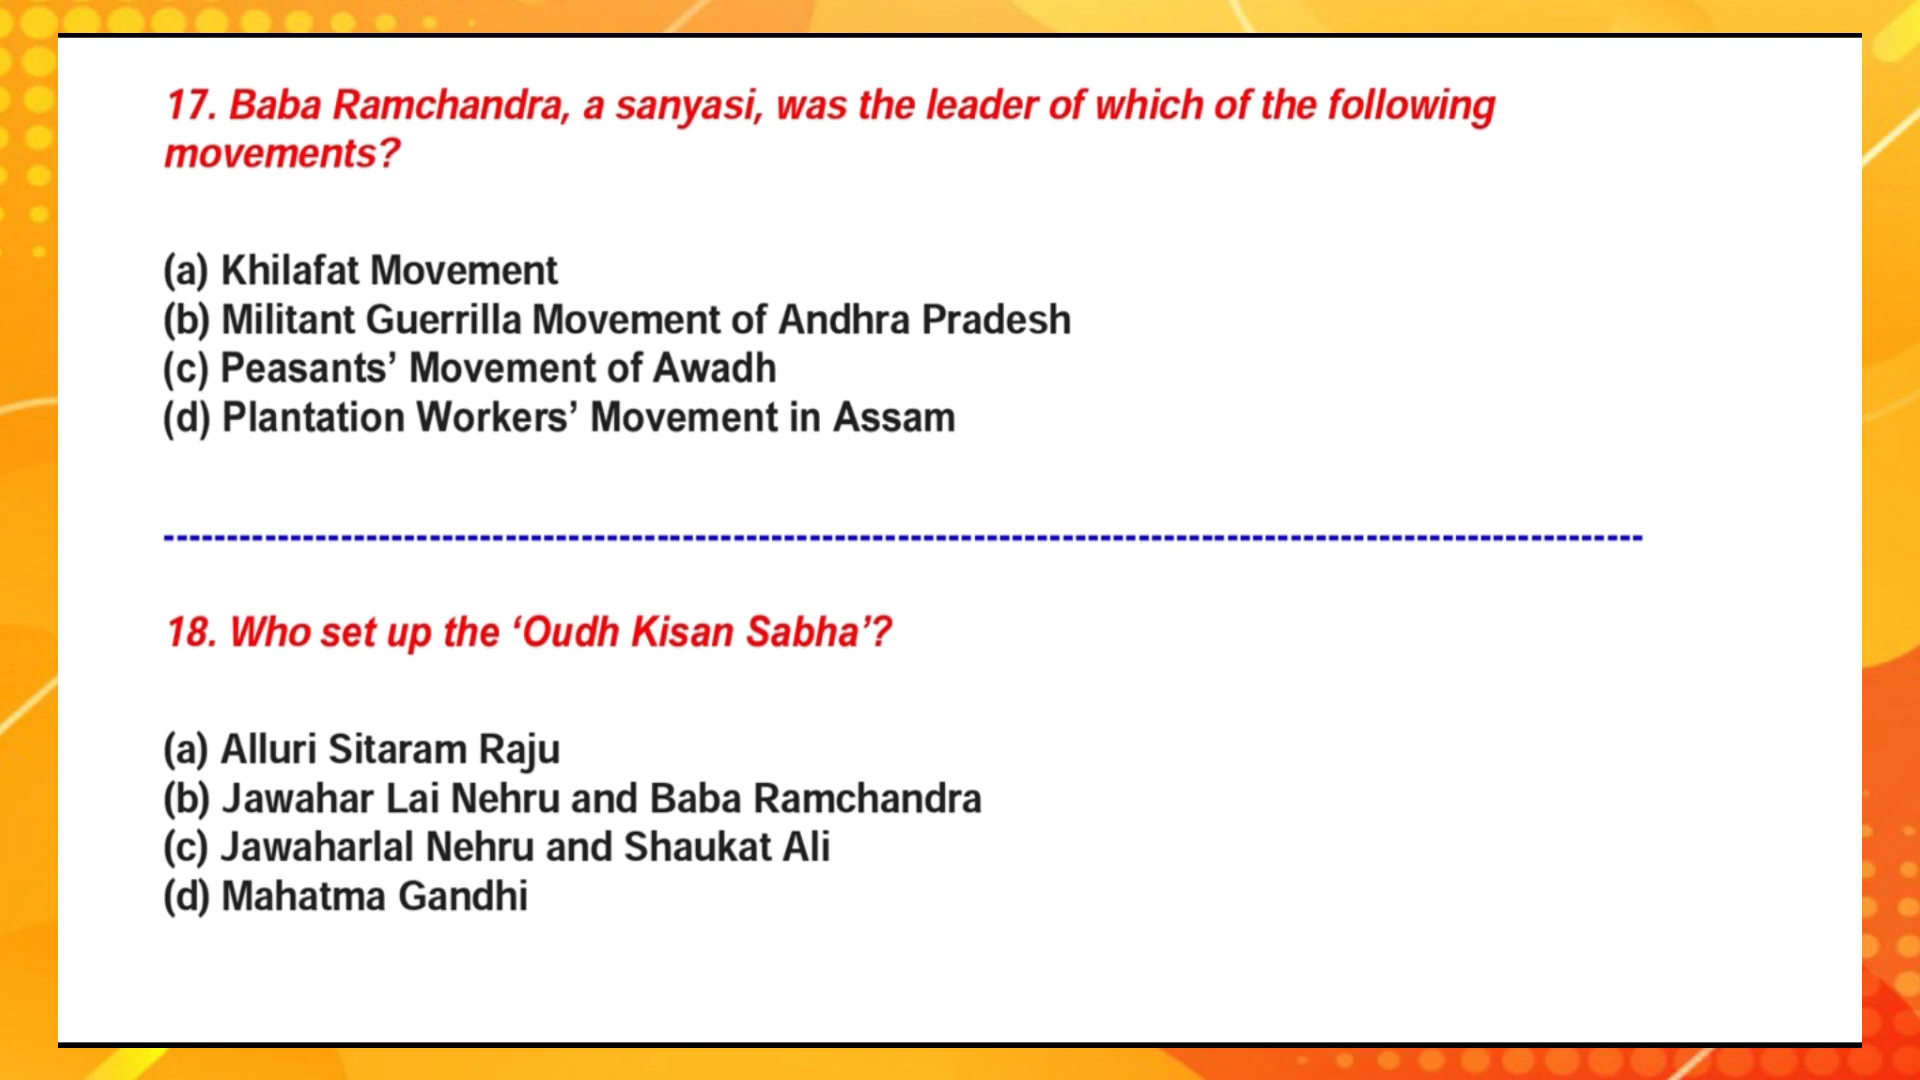 17. Baba Ramchandra, a sanyasi, was the leader of which of the following
movements?
(a) Khilafat Movement
(b) Militant Guerrilla Movement of Andhra Pradesh
(c) Peasants’ Movement of Awadh
(d) Plantation Workers’ Movement in Assam
---------------------------------------------------------------------------------------------------------------------
18. Who set up the ‘Oudh Kisan Sabha’?
(a) Alluri Sitaram Raju
(b) Jawahar Lai Nehru and Baba Ramchandra
(c) Jawaharlal Nehru and Shaukat Ali
(d) Mahatma Gandhi